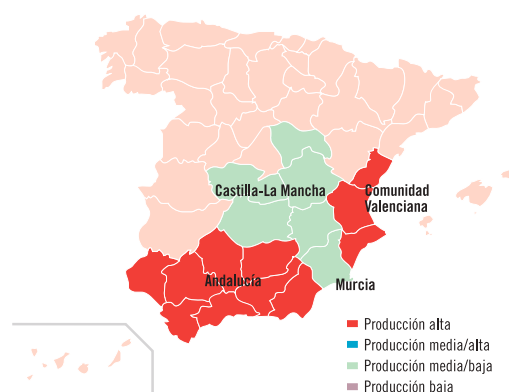 Castilla-La Mancha
Comunidad
Valenciana
Andalucía
Murcia
Producción alta
Producción media/alta
Producción media/baja
Producción baja